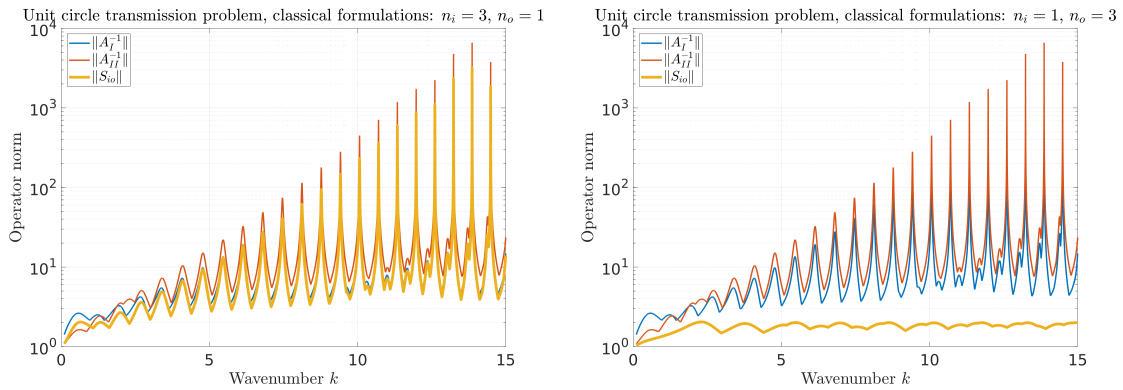 Unit circle transmission problem, classical formulations: $n_i = 3, n_o = 1$
$10^4$
$\|A_I^{-1}\|$
$\|A_{II}^{-1}\|$
$\|S_{io}\|$
$10^3$
$10^2$
$10^1$
$10^0$
Operator norm
0 5 10 15
Wavenumber $k$
Unit circle transmission problem, classical formulations: $n_i = 1, n_o = 3$
$10^4$
$\|A_I^{-1}\|$
$\|A_{II}^{-1}\|$
$\|S_{io}\|$
$10^3$
$10^2$
$10^1$
$10^0$
Operator norm
0 5 10 15
Wavenumber $k$